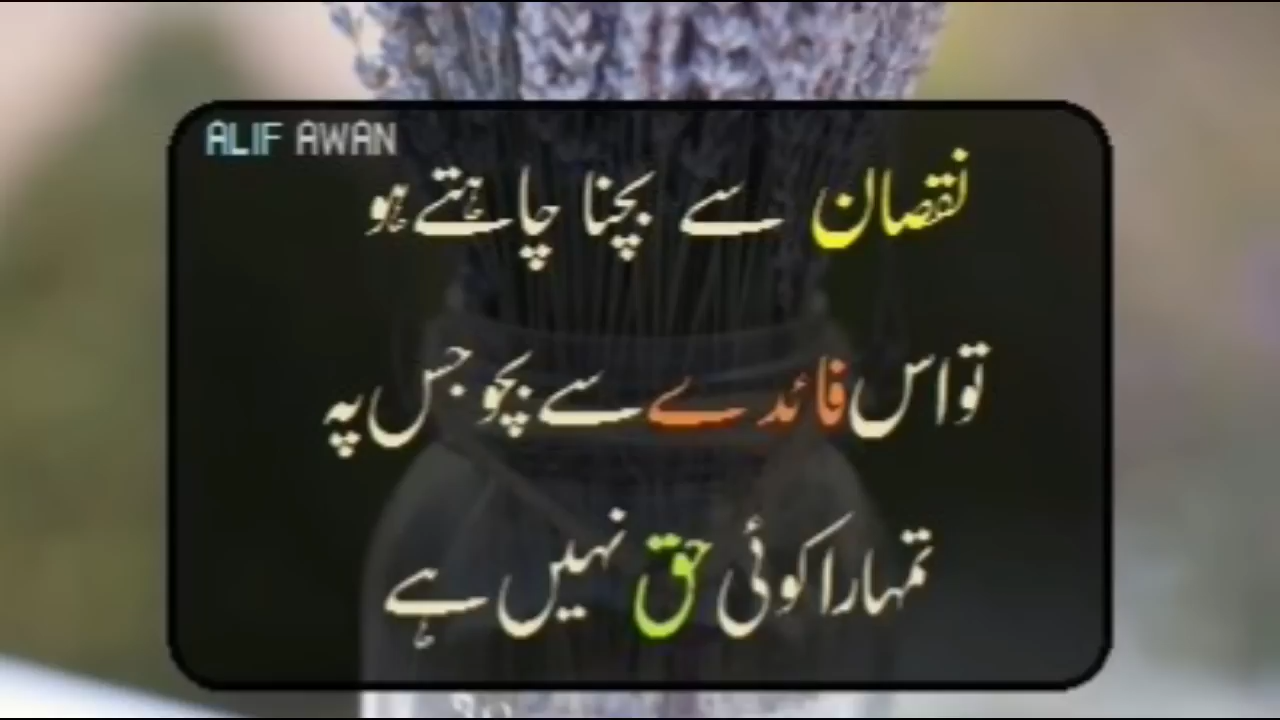 ALIF AWAN
نقصان سے بچنا چاہتے ہو
تو اس فائدے سے بچو جس پہ
تمہارا کوئی حق نہیں ہے